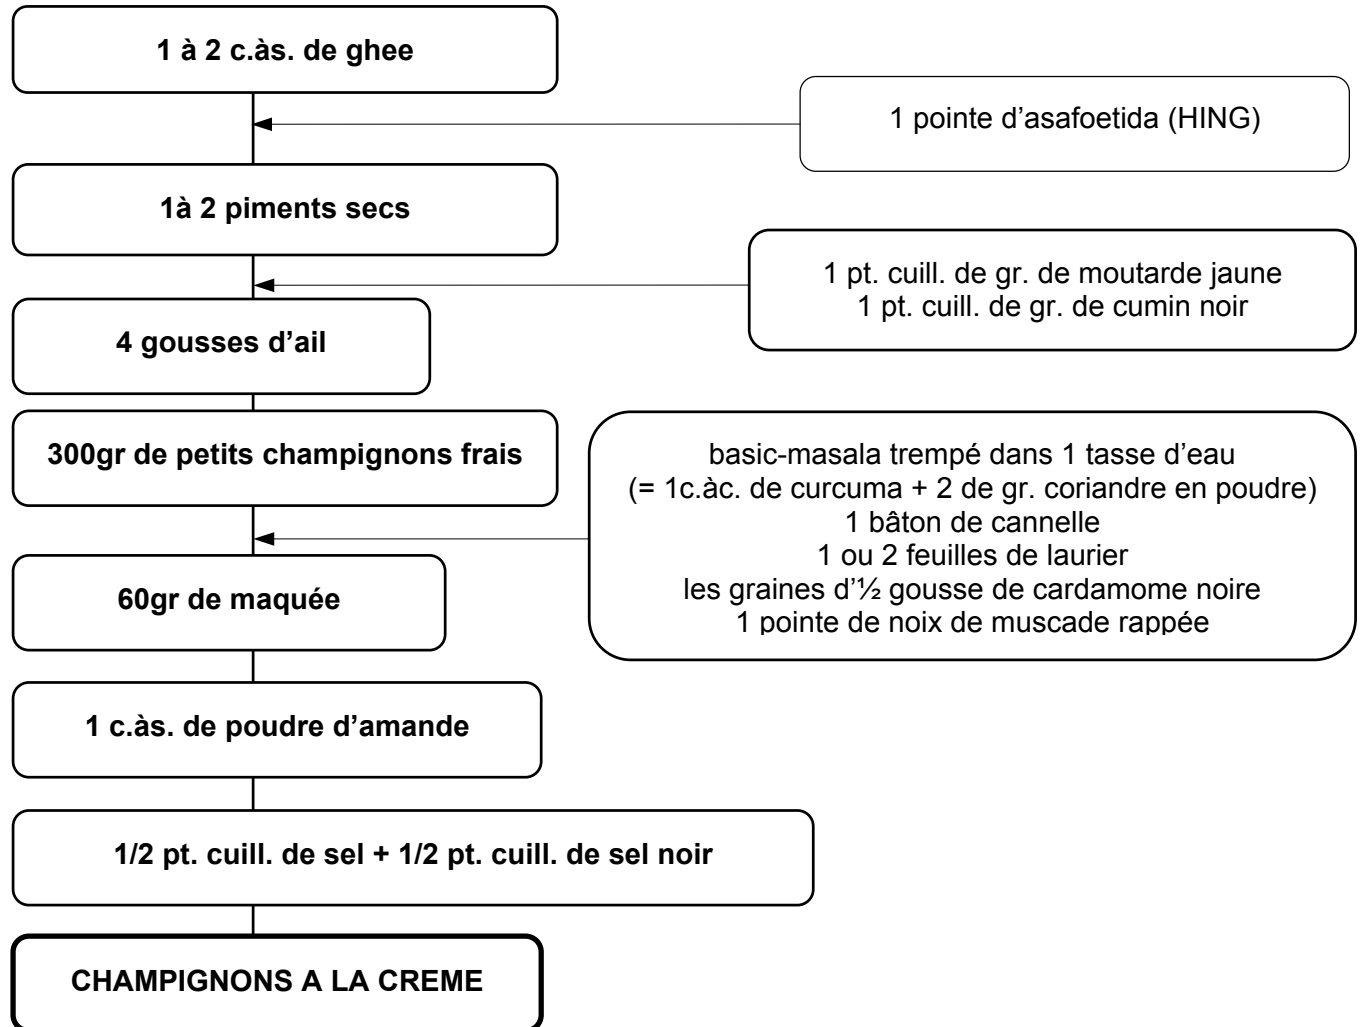 1 à 2 c.às. de ghee
1 pointe d’asafoetida (HING)
1à 2 piments secs
1 pt. cuill. de gr. de moutarde jaune
1 pt. cuill. de gr. de cumin noir
4 gousses d’ail
300gr de petits champignons frais
basic-masala trempé dans 1 tasse d’eau
(= 1c.àc. de curcuma + 2 de gr. coriandre en poudre)
1 bâton de cannelle
1 ou 2 feuilles de laurier
les graines d’½ gousse de cardamome noire
1 pointe de noix de muscade rappée
60gr de maquée
1 c.às. de poudre d’amande
1/2 pt. cuill. de sel + 1/2 pt. cuill. de sel noir
CHAMPIGNONS A LA CREME